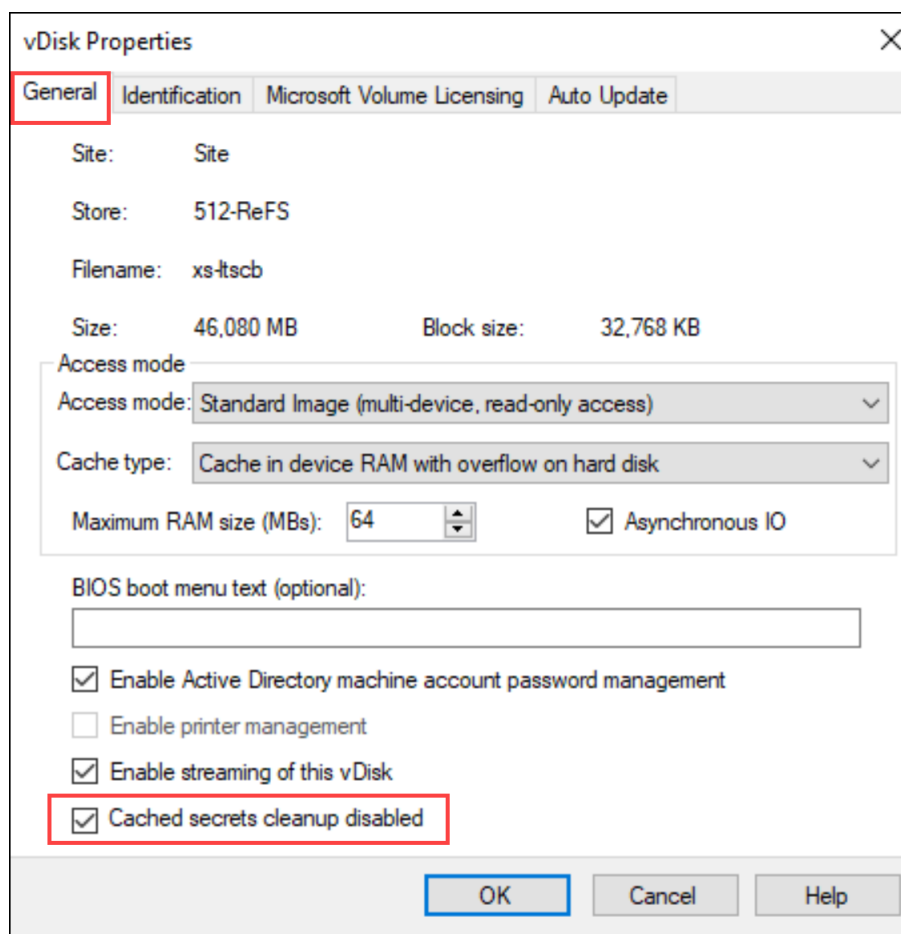 vDisk Properties
General Identification Microsoft Volume Licensing Auto Update
Site: Site
Store: 512-ReFS
Filename: xs-ltscb
Size: 46,080 MB Block size: 32,768 KB
Access mode
Access mode: Standard Image (multi-device, read-only access)
Cache type: Cache in device RAM with overflow on hard disk
Maximum RAM size (MBs): 64 Asynchronous IO
BIOS boot menu text (optional):
Enable Active Directory machine account password management
Enable printer management
Enable streaming of this vDisk
Cached secrets cleanup disabled
OK Cancel Help